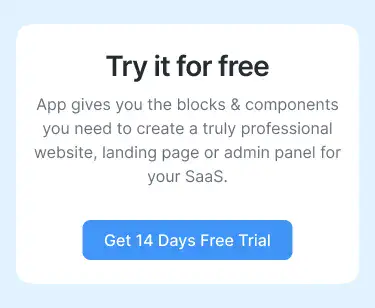 Try it for free
App gives you the blocks & components
you need to create a truly professional
website, landing page or admin panel for
your SaaS.
Get 14 Days Free Trial